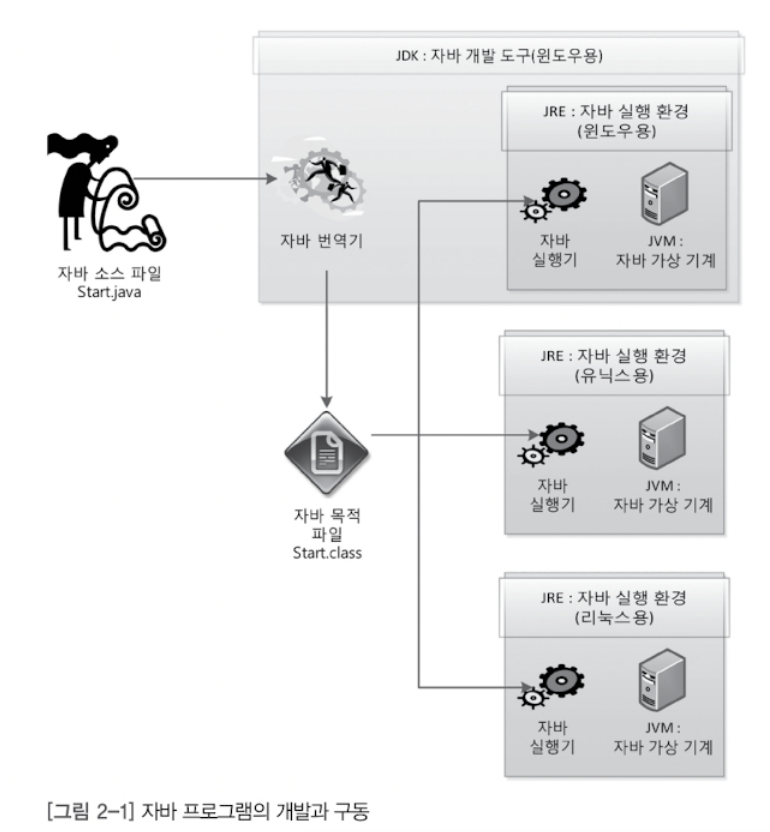 JDK : 자바 개발 도구(윈도우용)
JRE : 자바 실행 환경
(윈도우용)
자바 번역기
자바
실행기
JVM :
자바 가상 기계
자바 소스 파일
Start.java
JRE : 자바 실행 환경
(유닉스용)
자바
실행기
JVM :
자바 가상 기계
자바 목적
파일
Start.class
JRE : 자바 실행 환경
(리눅스용)
자바
실행기
JVM :
자바 가상 기계
[그림 2-1] 자바 프로그램의 개발과 구동